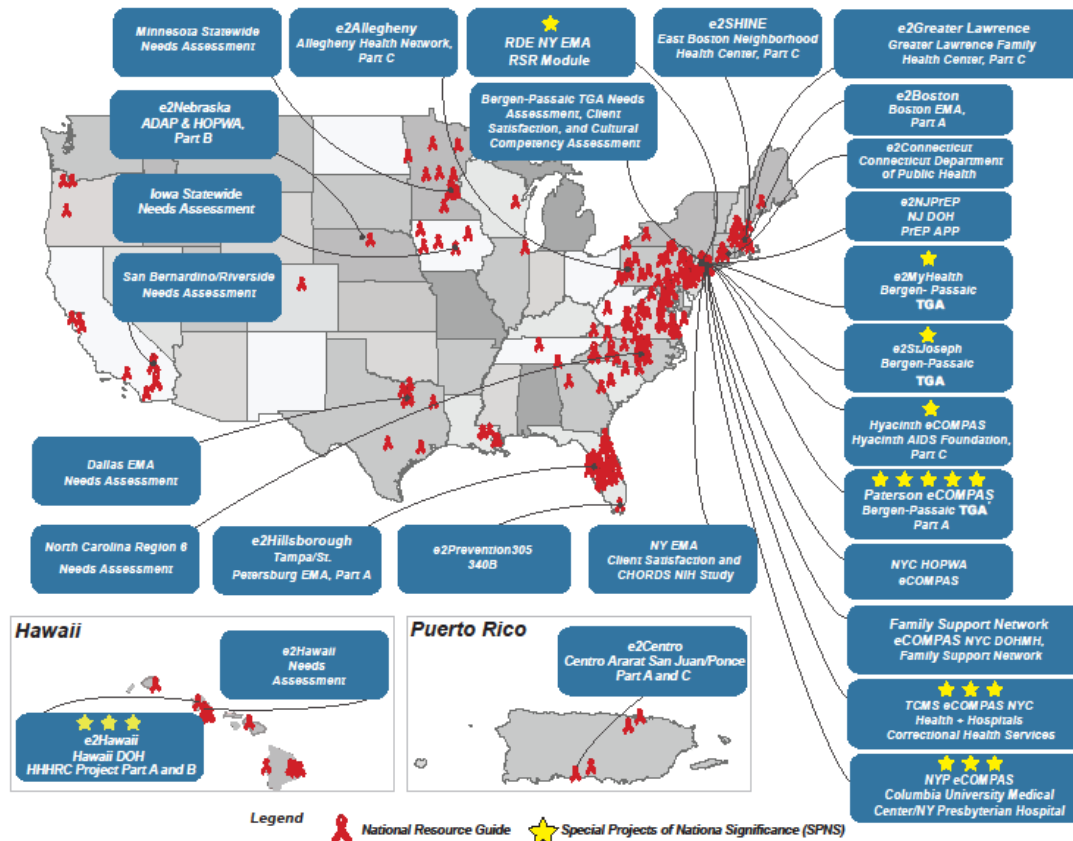 Minnesota Statewide
Needs Assessment
e2Allegheny
Allegheny Health Network,
Part C
RDE NY EMA
RSR Module
e2SHINE
East Boston Neighborhood
Health Center, Part C
e2Greater Lawrence
Greater Lawrence Family
Health Center, Part C
e2Nebraska
ADAP & HOPWA,
Part B
Bergen-Passaic TGA Needs
Assessment, Client
Satisfaction, and Cultural
Competency Assessment
e2Boston
Boston EMA,
Part A
e2Connecticut
Connecticut Department
of Public Health
Iowa Statewide
Needs Assessment
e2NJPrEP
NJ DOH
PrEP APP
San Bernardino/Riverside
Needs Assessment
e2MyHealth
Bergen- Passaic
TGA
e2StJoseph
Bergen-Passaic
TGA
Hyacinth eCOMPAS
Hyacinth AIDS Foundation,
Part C
Dallas EMA
Needs Assessment
Paterson eCOMPAS
Bergen-Passaic TGA'
Part A
North Carolina Region 6
Needs Assessment
e2Hillsborough
Tampa/St.
Petersburg EMA, Part A
e2Prevention305
340B
NY EMA
Client Satisfaction and
CHORDS NIH Study
NYC HOPWA
eCOMPAS
Family Support Network
eCOMPAS NYC DOHMH,
Family Support Network
Hawaii
e2Hawaii
Needs
Assessment
e2Hawaii
Hawaii DOH
HHHRC Project Part A and B
Puerto Rico
e2Centro
Centro Ararat San Juan/Ponce
Part A and C
TCMS eCOMPAS NYC
Health + Hospitals
Correctional Health Services
NYP eCOMPAS
Columbia University Medical
Center/NY Presbyterian Hospital
Legend
National Resource Guide
Special Projects of Nationa Significance (SPNS)